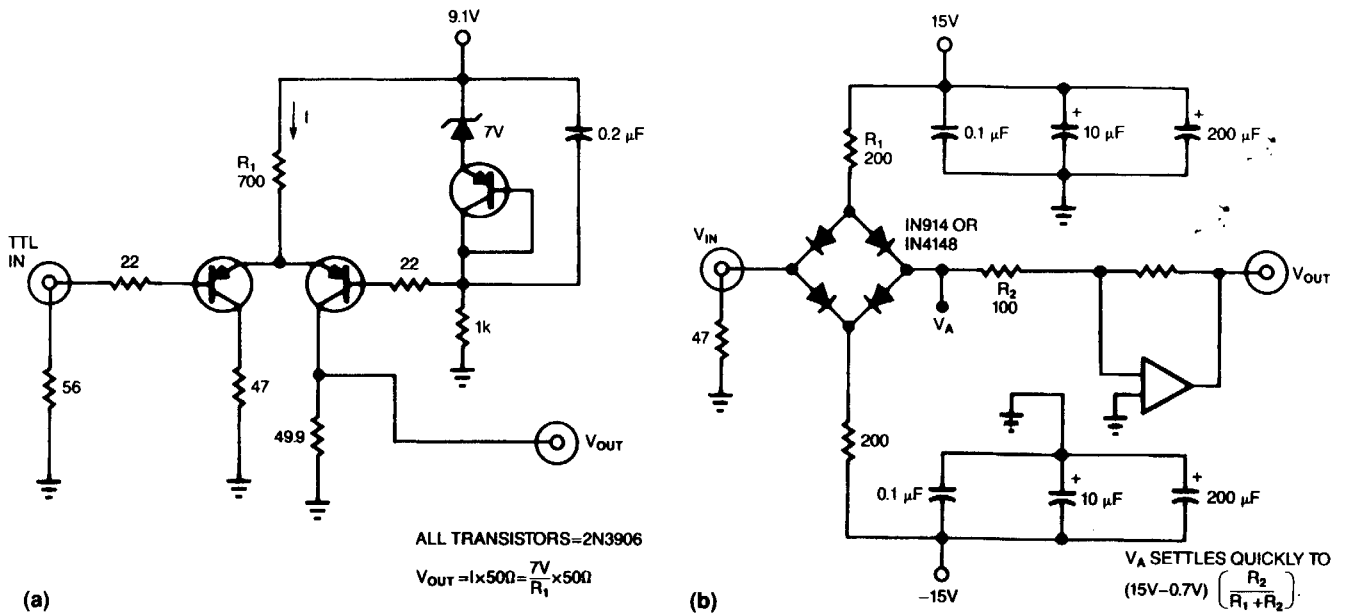 9.1V
I
7V
0.2 µF
R1
700
TTL
IN
22
22
1k
56
47
49.9
VOUT
ALL TRANSISTORS=2N3906
VOUT =I×50Ω= 7V/R1 ×50Ω
(a)
15V
R1
200
0.1 µF
+
10 µF
+
200 µF
IN914 OR
IN4148
VIN
47
VA
R2
100
VOUT
200
0.1 µF
+
10 µF
+
200 µF
–15V
VA SETTLES QUICKLY TO
(15V–0.7V) (R2/R1+R2).
(b)